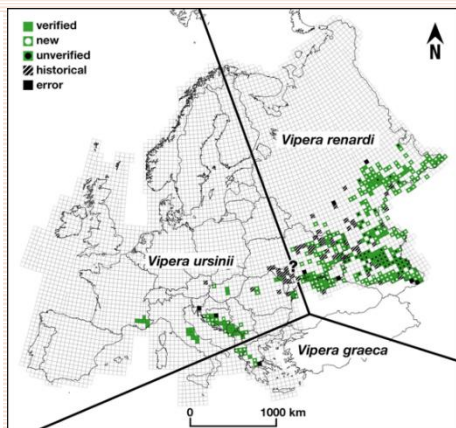 verified
new
unverified
historical
error
N
Vipera renardi
?
Vipera ursinii
Vipera graeca
0 1000 km